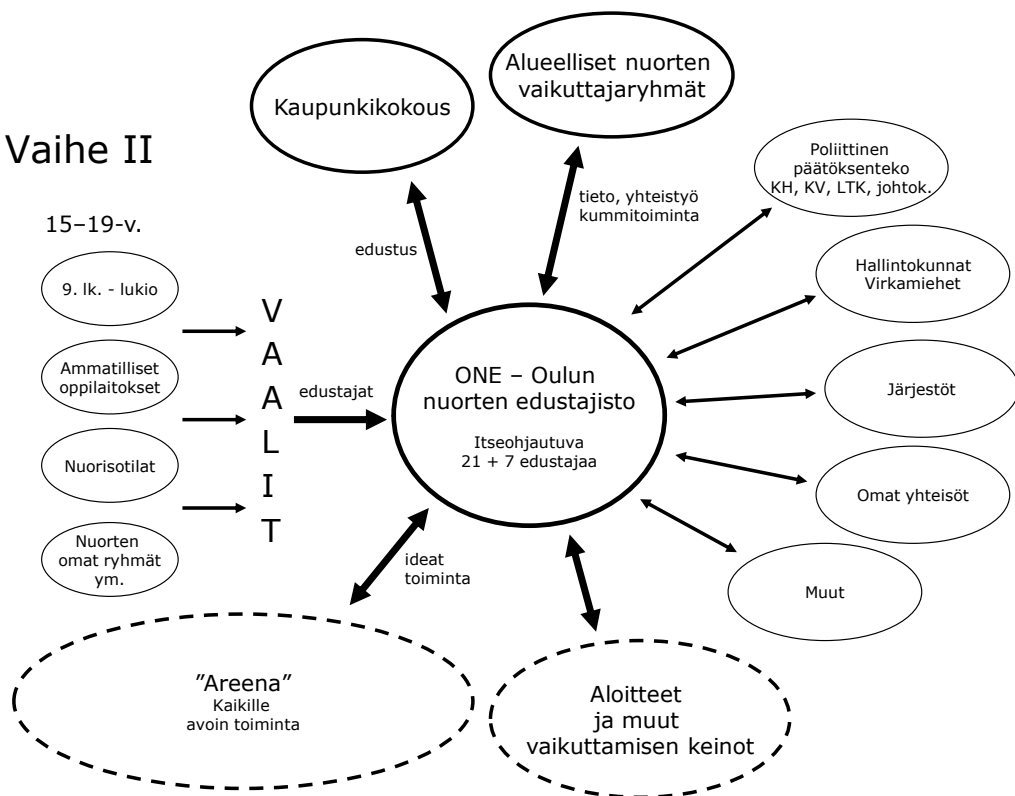 Vaihe II
Kaupunkikokous
Alueelliset nuorten
vaikuttajaryhmät
Poliittinen
päätöksenteko
KH, KV, LTK, johtok.
15–19-v.
edustus
tieto, yhteistyö
kummitoiminta
Hallintokunnat
Virkamiehet
9. lk. - lukio
Ammatilliset
oppilaitokset
Nuorisotilat
Nuorten
omat ryhmät
ym.
V
A
A
L
I
T
edustajat
ONE – Oulun
nuorten edustajisto
Itseohjautuva
21 + 7 edustajaa
Järjestöt
Omat yhteisöt
Muut
ideat
toiminta
”Areena”
Kaikille
avoin toiminta
Aloitteet
ja muut
vaikuttamisen keinot